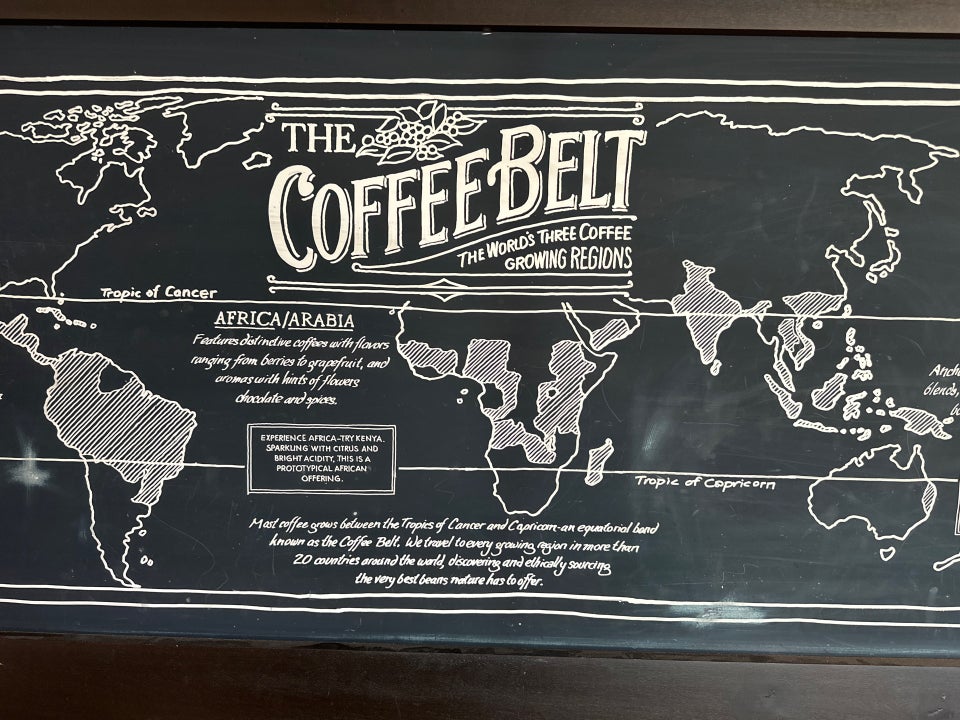 THE
COFFEE BELT
THE WORLD'S THREE COFFEE
GROWING REGIONS
Tropic of Cancer
AFRICA/ARABIA
Features distinctive coffees with flavors
ranging from berries to grapefruit, and
aromas with hints of flowers
chocolate and spices.
EXPERIENCE AFRICA-TRY KENYA.
SPARKLING WITH CITRUS AND
BRIGHT ACIDITY, THIS IS A
PROTOTYPICAL AFRICAN
OFFERING.
Tropic of Capricorn
Most coffee grows between the Tropics of Cancer and Capricorn-an equatorial band
known as the Coffee Belt. We travel to every growing region in more than
20 countries around the world, discovering and ethically sourcing
the very best beans nature has to offer.
blends,